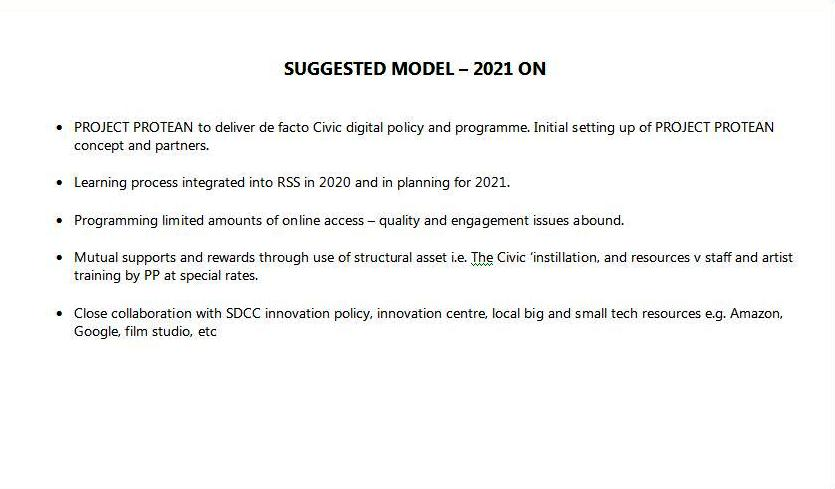 SUGGESTED MODEL – 2021 ON
• PROJECT PROTEAN to deliver de facto Civic digital policy and programme. Initial setting up of PROJECT PROTEAN
concept and partners.
• Learning process integrated into RSS in 2020 and in planning for 2021.
• Programming limited amounts of online access – quality and engagement issues abound.
• Mutual supports and rewards through use of structural asset i.e. The Civic ‘instillation, and resources v staff and artist
training by PP at special rates.
• Close collaboration with SDCC innovation policy, innovation centre, local big and small tech resources e.g. Amazon,
Google, film studio, etc